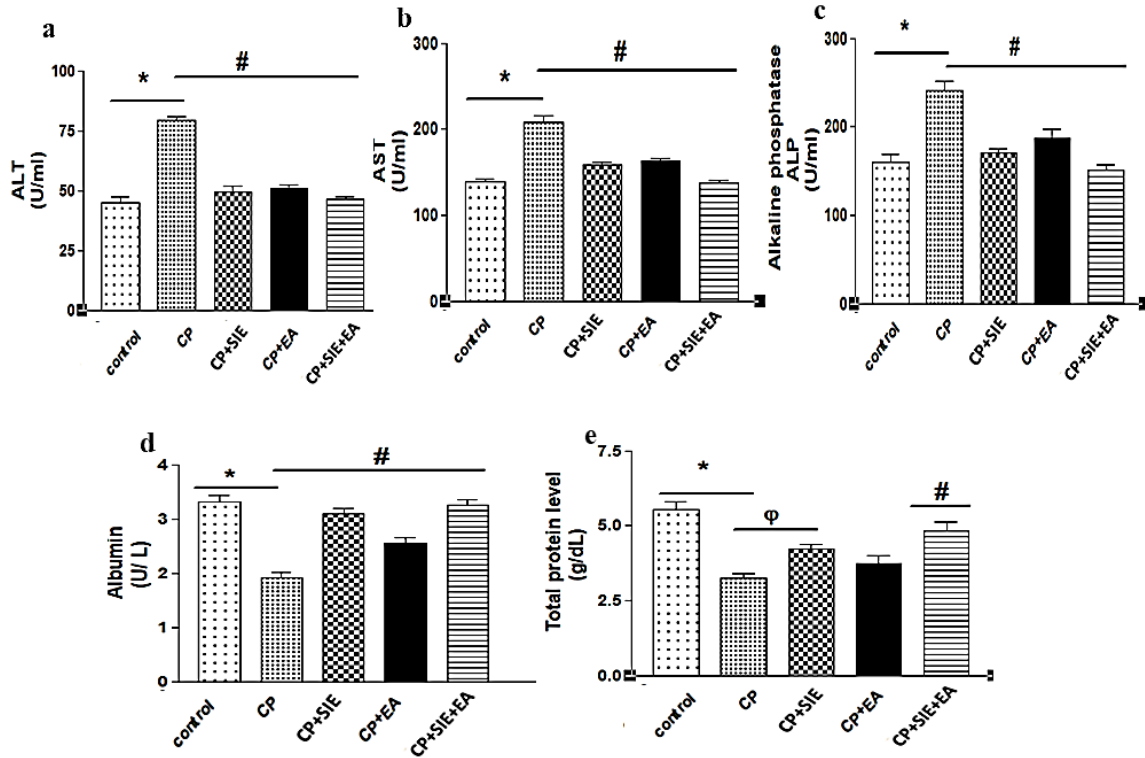 a
*
#
ALT
(U/ml)
100
75
50
25
0
control
CP
CP+SIE
CP+EA
CP+SIE+EA
b
*
#
AST
(U/ml)
300
200
100
0
control
CP
CP+SIE
CP+EA
CP+SIE+EA
c
*
#
Alkaline phosphatase
ALP
(U/ml)
300
200
100
0
control
CP
CP+SIE
CP+EA
CP+SIE+EA
d
*
#
Albumin
(U/ L)
4
3
2
1
0
control
CP
CP+SIE
CP+EA
CP+SIE+EA
e
*
φ
#
Total protein level
(g/dL)
7.5
5.0
2.5
0.0
control
CP
CP+SIE
CP+EA
CP+SIE+EA